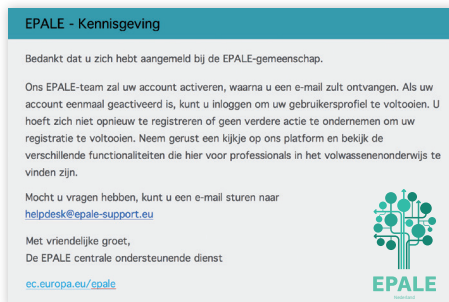 EPALE - Kennisgeving
Bedankt dat u zich hebt aangemeld bij de EPALE-gemeenschap.
Ons EPALE-team zal uw account activeren, waarna u een e-mail zult ontvangen. Als uw
account eenmaal geactiveerd is, kunt u inloggen om uw gebruikersprofiel te voltooien. U
hoeft zich niet opnieuw te registreren of geen verdere actie te ondernemen om uw
registratie te voltooien. Neem gerust een kijkje op ons platform en bekijk de
verschillende functionaliteiten die hier voor professionals in het volwassenenonderwijs te
vinden zijn.
Mocht u vragen hebben, kunt u een e-mail sturen naar
helpdesk@epale-support.eu
Met vriendelijke groet,
De EPALE centrale ondersteunende dienst
ec.europa.eu/epale
EPALE
Nederland